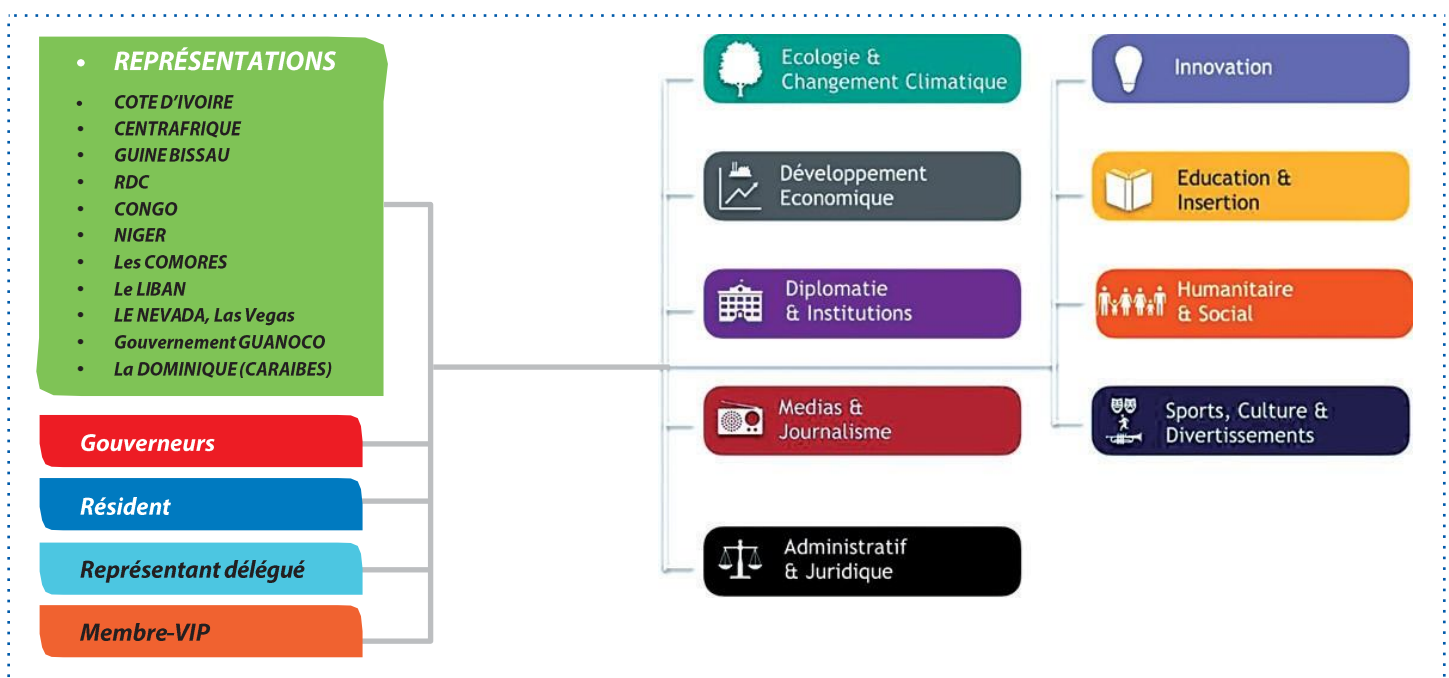 • REPRÉSENTATIONS
• COTE D'IVOIRE
• CENTRAFRIQUE
• GUINE BISSAU
• RDC
• CONGO
• NIGER
• Les COMORES
• Le LIBAN
• LE NEVADA, Las Vegas
• Gouvernement GUANOCO
• La DOMINIQUE (CARAIBES)
Gouverneurs
Résident
Représentant délégué
Membre-VIP
Ecologie &
Changement Climatique
Développement
Economique
Diplomatie
& Institutions
Medias &
Journalisme
Administratif
& Juridique
Innovation
Education &
Insertion
Humanitaire
& Social
Sports, Culture &
Divertissements